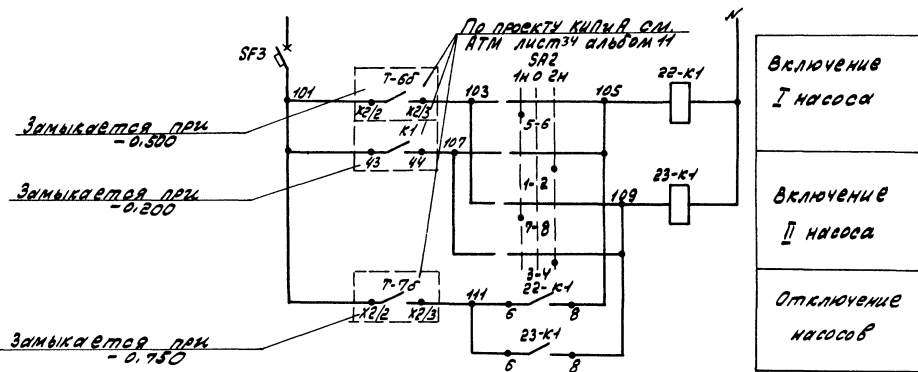 По проекту КИПиА см.
АТМ лист 34 альбом 11
N
SF3
SA2
1н 0 2н
101
Т-6б
103
105
22-К1
Х2/2
Х2/3
5-6
Замыкается при
-0.500
К1
107
43
44
Замыкается при
-0.200
1-2
109
23-К1
7-8
3-4
Т-7б
22-К1
Х2/2
Х2/3
111
6
8
23-К1
6
8
Замыкается при
-0.750
Включение
I насоса
Включение
II насоса
Отключение
насосов